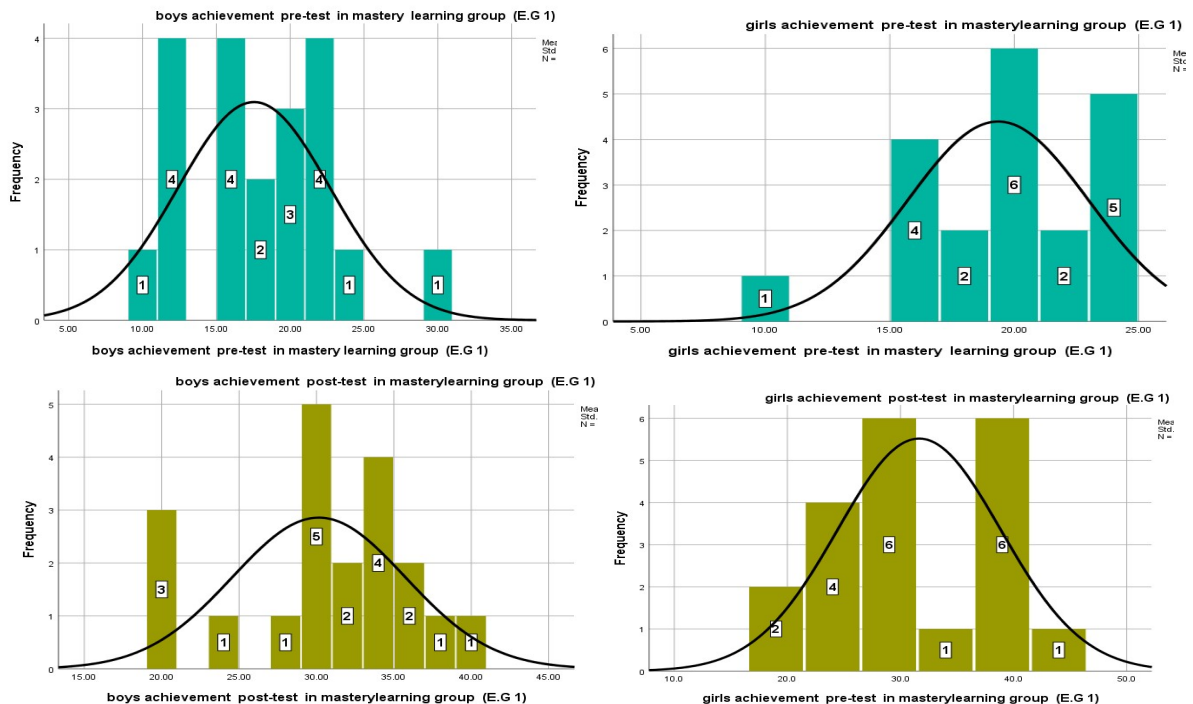 boys achievement pre-test in mastery learning group (E.G 1)
Mea
Std
N =
Frequency
4
3
2
1
0
1
4
4
2
3
4
1
1
5.00 10.00 15.00 20.00 25.00 30.00 35.00
boys achievement pre-test in mastery learning group (E.G 1)
girls achievement pre-test in masterylearning group (E.G 1)
Me
Std
N =
Frequency
6
5
4
3
2
1
0
1
4
2
6
2
5
5.00 10.00 15.00 20.00 25.00
girls achievement pre-test in mastery learning group (E.G 1)
boys achievement post-test in masterylearning group (E.G 1)
Mea
Std.
N =
Frequency
5
4
3
2
1
0
3
1
1
5
2
4
2
1
1
15.00 20.00 25.00 30.00 35.00 40.00 45.00
boys achievement post-test in masterylearning group (E.G 1)
girls achievement post-test in masterylearning group (E.G 1)
Mea
Std.
N =
Frequency
6
5
4
3
2
1
0
2
4
6
1
6
1
10.0 20.0 30.0 40.0 50.0
girls achievement pre-test in masterylearning group (E.G 1)